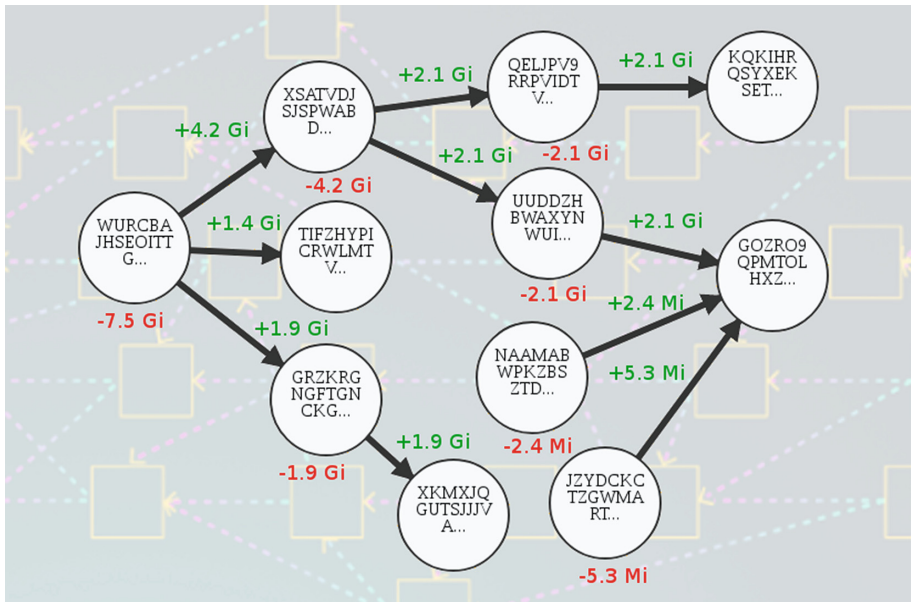 QELJPV9
RRPVIDT
V...
+2.1 Gi
KQKIHR
QSYXEK
SET...
+2.1 Gi
XSATVDJ
SJSPWAB
D...
+4.2 Gi
-2.1 Gi
+2.1 Gi
-4.2 Gi
UUDDZH
BWAXYN
WUI...
WURCBA
JHSEOITT
G...
+1.4 Gi
+2.1 Gi
TIFZHYPI
CRWLMT
V...
GOZRO9
QPMTOL
HXZ...
-2.1 Gi
+2.4 Mi
-7.5 Gi
+1.9 Gi
NAAMAB
WPKZBS
ZTD...
+5.3 Mi
GRZKRG
NGFTGN
CKG...
+1.9 Gi
-2.4 Mi
-1.9 Gi
XKMXJQ
GUTSJJJV
A...
JZYDCKC
TZGWMA
RT...
-5.3 Mi